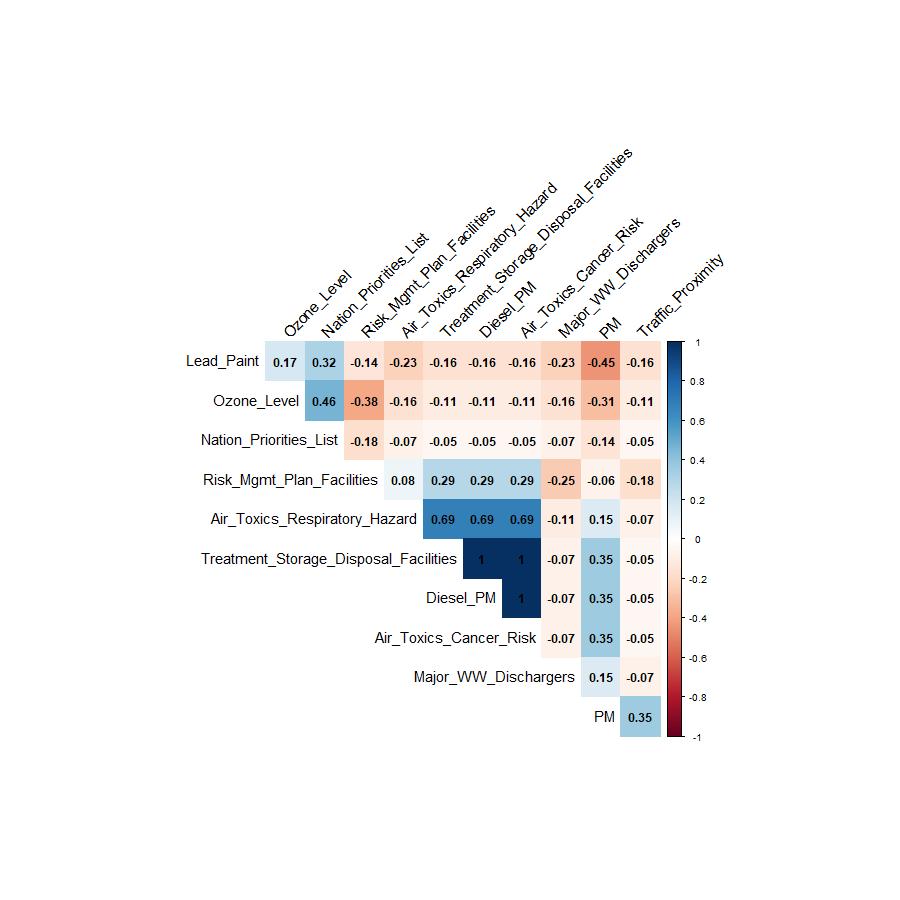 Ozone_Level
Nation_Priorities_List
Risk_Mgmt_Plan_Facilities
Air_Toxics_Respiratory_Hazard
Treatment_Storage_Disposal_Facilities
Diesel_PM
Air_Toxics_Cancer_Risk
Major_WW_Dischargers
PM
Traffic_Proximity
Lead_Paint 0.17 0.32 -0.14 -0.23 -0.16 -0.16 -0.16 -0.23 -0.45 -0.16
Ozone_Level 0.46 -0.38 -0.16 -0.11 -0.11 -0.11 -0.16 -0.31 -0.11
Nation_Priorities_List -0.18 -0.07 -0.05 -0.05 -0.05 -0.07 -0.14 -0.05
Risk_Mgmt_Plan_Facilities 0.08 0.29 0.29 0.29 -0.25 -0.06 -0.18
Air_Toxics_Respiratory_Hazard 0.69 0.69 0.69 -0.11 0.15 -0.07
Treatment_Storage_Disposal_Facilities 1 1 -0.07 0.35 -0.05
Diesel_PM 1 -0.07 0.35 -0.05
Air_Toxics_Cancer_Risk -0.07 0.35 -0.05
Major_WW_Dischargers 0.15 -0.07
PM 0.35
1
0.8
0.6
0.4
0.2
0
-0.2
-0.4
-0.6
-0.8
-1